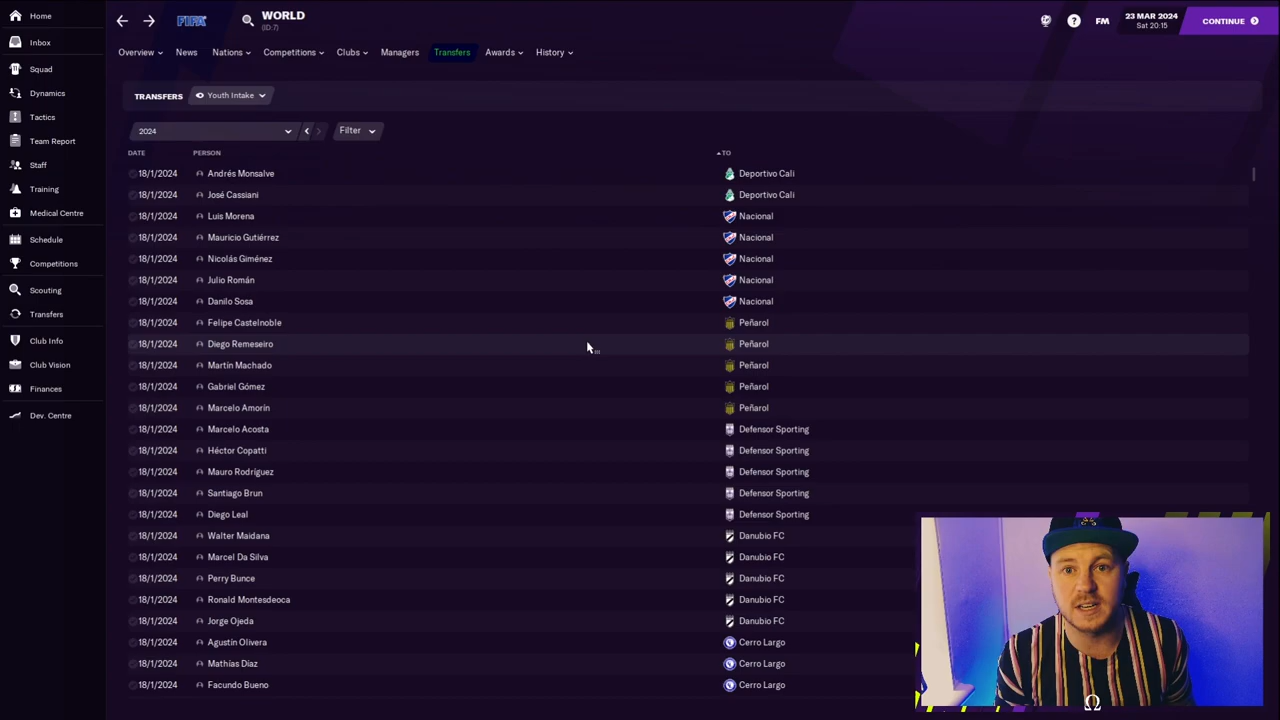 Home
Inbox
Squad
Dynamics
Tactics
Team Report
Staff
Training
Medical Centre
Schedule
Competitions
Scouting
Transfers
Club Info
Club Vision
Finances
Dev. Centre
FIFA
WORLD
(ID:7)
? FM 23 MAR 2024 CONTINUE
Sat 20:15
Overview News Nations Competitions Clubs Managers Transfers Awards History
TRANSFERS Youth Intake
2024 Filter
DATE PERSON TO
18/1/2024 Andrés Monsalve Deportivo Cali
18/1/2024 José Cassiani Deportivo Cali
18/1/2024 Luis Morena Nacional
18/1/2024 Mauricio Gutiérrez Nacional
18/1/2024 Nicolás Giménez Nacional
18/1/2024 Julio Román Nacional
18/1/2024 Danilo Sosa Nacional
18/1/2024 Felipe Castelnoble Peñarol
18/1/2024 Diego Remeseiro Peñarol
18/1/2024 Martín Machado Peñarol
18/1/2024 Gabriel Gómez Peñarol
18/1/2024 Marcelo Amorín Peñarol
18/1/2024 Marcelo Acosta Defensor Sporting
18/1/2024 Héctor Copatti Defensor Sporting
18/1/2024 Mauro Rodríguez Defensor Sporting
18/1/2024 Santiago Brun Defensor Sporting
18/1/2024 Diego Leal Defensor Sporting
18/1/2024 Walter Maidana Danubio FC
18/1/2024 Marcel Da Silva Danubio FC
18/1/2024 Perry Bunce Danubio FC
18/1/2024 Ronald Montesdeoca Danubio FC
18/1/2024 Jorge Ojeda Danubio FC
18/1/2024 Agustín Olivera Cerro Largo
18/1/2024 Mathías Díaz Cerro Largo
18/1/2024 Facundo Bueno Cerro Largo
Ω